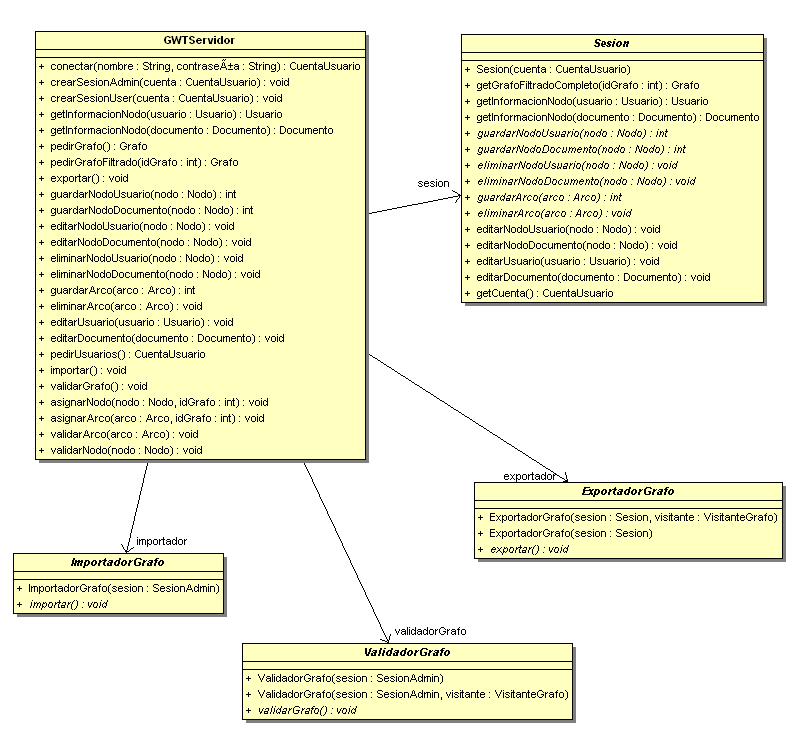 GWTServidor
+ conectar(nombre : String, contraseÃ±a : String) : CuentaUsuario
+ crearSesionAdmin(cuenta : CuentaUsuario) : void
+ crearSesionUser(cuenta : CuentaUsuario) : void
+ getInformacionNodo(usuario : Usuario) : Usuario
+ getInformacionNodo(documento : Documento) : Documento
+ pedirGrafo() : Grafo
+ pedirGrafoFiltrado(idGrafo : int) : Grafo
+ exportar() : void
+ guardarNodoUsuario(nodo : Nodo) : int
+ guardarNodoDocumento(nodo : Nodo) : int
+ editarNodoUsuario(nodo : Nodo) : void
+ editarNodoDocumento(nodo : Nodo) : void
+ eliminarNodoUsuario(nodo : Nodo) : void
+ eliminarNodoDocumento(nodo : Nodo) : void
+ guardarArco(arco : Arco) : int
+ eliminarArco(arco : Arco) : void
+ editarUsuario(usuario : Usuario) : void
+ editarDocumento(documento : Documento) : void
+ pedirUsuarios() : CuentaUsuario
+ importar() : void
+ validarGrafo() : void
+ asignarNodo(nodo : Nodo, idGrafo : int) : void
+ asignarArco(arco : Arco, idGrafo : int) : void
+ validarArco(arco : Arco) : void
+ validarNodo(nodo : Nodo) : void
Sesion
+ Sesion(cuenta : CuentaUsuario)
+ getGrafoFiltradoCompleto(idGrafo : int) : Grafo
+ getInformacionNodo(usuario : Usuario) : Usuario
+ getInformacionNodo(documento : Documento) : Documento
+ guardarNodoUsuario(nodo : Nodo) : int
+ guardarNodoDocumento(nodo : Nodo) : int
+ eliminarNodoUsuario(nodo : Nodo) : void
+ eliminarNodoDocumento(nodo : Nodo) : void
+ guardarArco(arco : Arco) : int
+ eliminarArco(arco : Arco) : void
+ editarNodoUsuario(nodo : Nodo) : void
+ editarNodoDocumento(nodo : Nodo) : void
+ editarUsuario(usuario : Usuario) : void
+ editarDocumento(documento : Documento) : void
+ getCuenta() : CuentaUsuario
sesion
exportador
ExportadorGrafo
+ ExportadorGrafo(sesion : Sesion, visitante : VisitanteGrafo)
+ ExportadorGrafo(sesion : Sesion)
+ exportar() : void
importador
ImportadorGrafo
+ ImportadorGrafo(sesion : SesionAdmin)
+ importar() : void
validadorGrafo
ValidadorGrafo
+ ValidadorGrafo(sesion : SesionAdmin)
+ ValidadorGrafo(sesion : SesionAdmin, visitante : VisitanteGrafo)
+ validarGrafo() : void